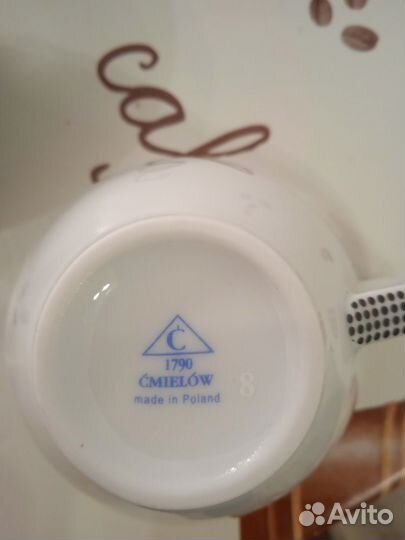 caf
Ć
1790
ĆMIELÓW
made in Poland
8
Avito